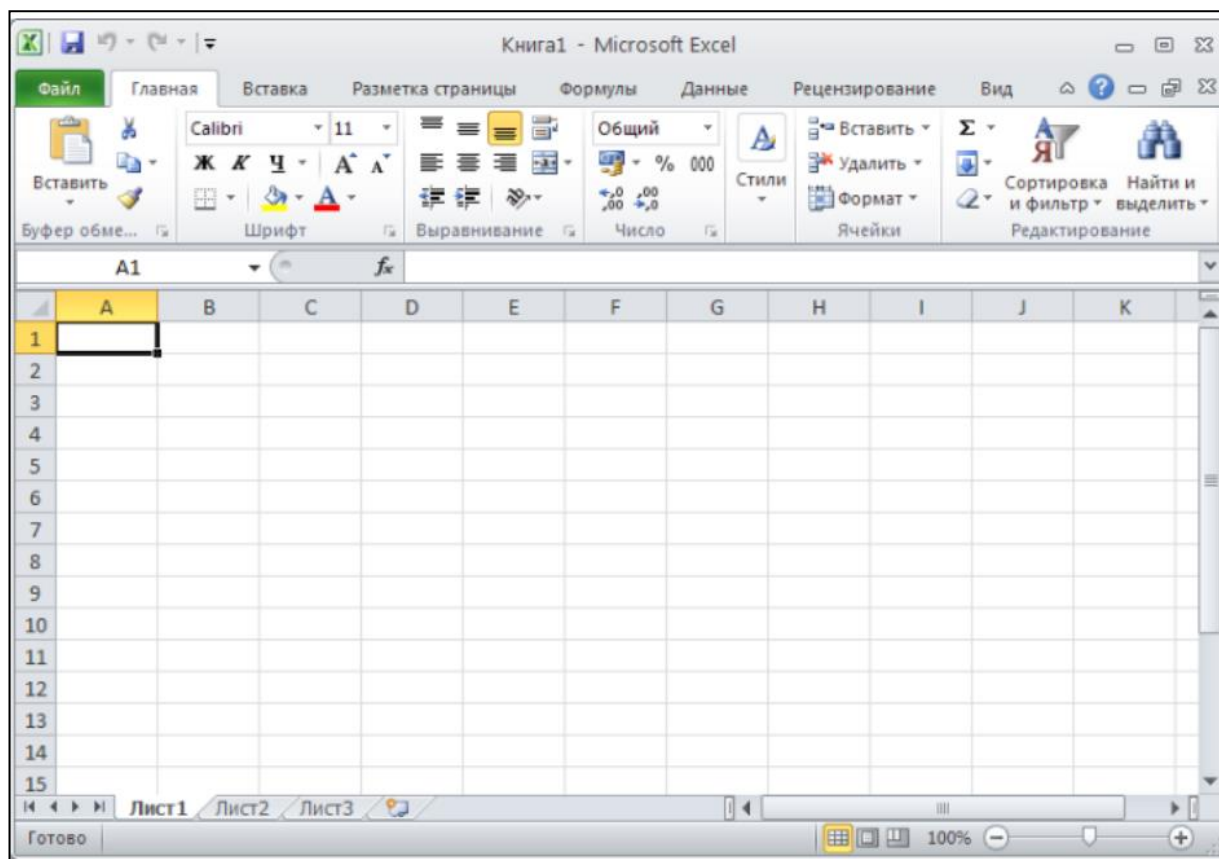 Книга1 - Microsoft Excel
Файл Главная Вставка Разметка страницы Формулы Данные Рецензирование Вид
Calibri 11 Общий Вставить Σ
Ж К Ч % 000 Удалить
Вставить Стили Формат Сортировка и фильтр Найти и выделить
Буфер обме... Шрифт Выравнивание Число Ячейки Редактирование
A1 fx
A B C D E F G H I J K
1
2
3
4
5
6
7
8
9
10
11
12
13
14
15
Лист1 Лист2 Лист3
Готово 100%